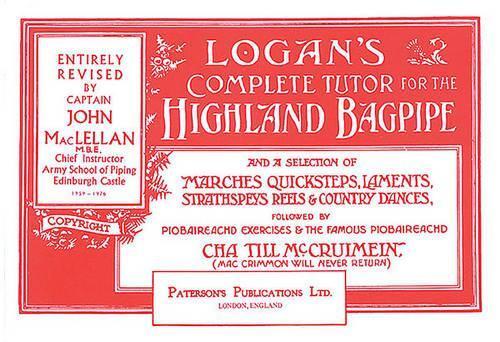 ENTIRELY
REVISED
BY
CAPTAIN
JOHN
MACLELLAN
M.B.E.
Chief Instructor
Army School of Piping
Edinburgh Castle
1959 - 1976
COPYRIGHT
LOGAN'S
COMPLETE TUTOR FOR THE
HIGHLAND BAGPIPE
AND A SELECTION OF
MARCHES QUICKSTEPS, LAMENTS,
STRATHSPEYS REELS & COUNTRY DANCES,
FOLLOWED BY
PIOBAIREACHD EXERCISES & THE FAMOUS PIOBAIREACHD
CHA TILL McCRUIMEIN,
(MAC CRIMMON WILL NEVER RETURN)
PATERSON'S PUBLICATIONS LTD.
LONDON, ENGLAND